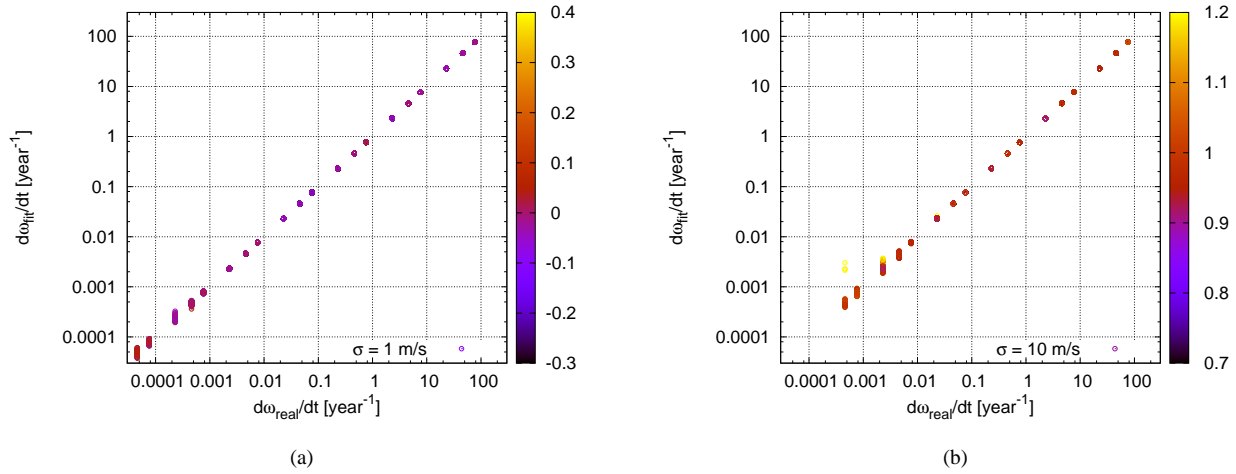 100
10
1
0.1
0.01
0.001
0.0001
dω_fit/dt [year^-1]
σ = 1 m/s
0.0001 0.001 0.01 0.1 1 10 100
dω_real/dt [year^-1]
0.4
0.3
0.2
0.1
0
-0.1
-0.2
-0.3
(a)
100
10
1
0.1
0.01
0.001
0.0001
dω_fit/dt [year^-1]
σ = 10 m/s
0.0001 0.001 0.01 0.1 1 10 100
dω_real/dt [year^-1]
1.2
1.1
1
0.9
0.8
0.7
(b)